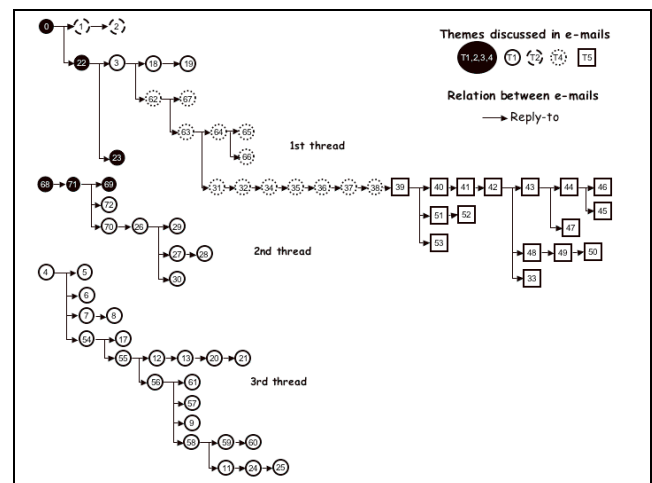 Themes discussed in e-mails
T1,2,3,4 T1 T2 T4 T5
Relation between e-mails
Reply-to
0 1 2
22 3 18 19
62 67
63 64 65
66
23
1st thread
31 32 34 35 36 37 38 39 40 41 42 43 44 46
45
51 52
47
53
48 49 50
33
68 71 69
72
70 26 29
27 28
30
2nd thread
4 5
6
7 8
54 17
55 12 13 20 21
56 61
3rd thread
57
9
58 59 60
11 24 25